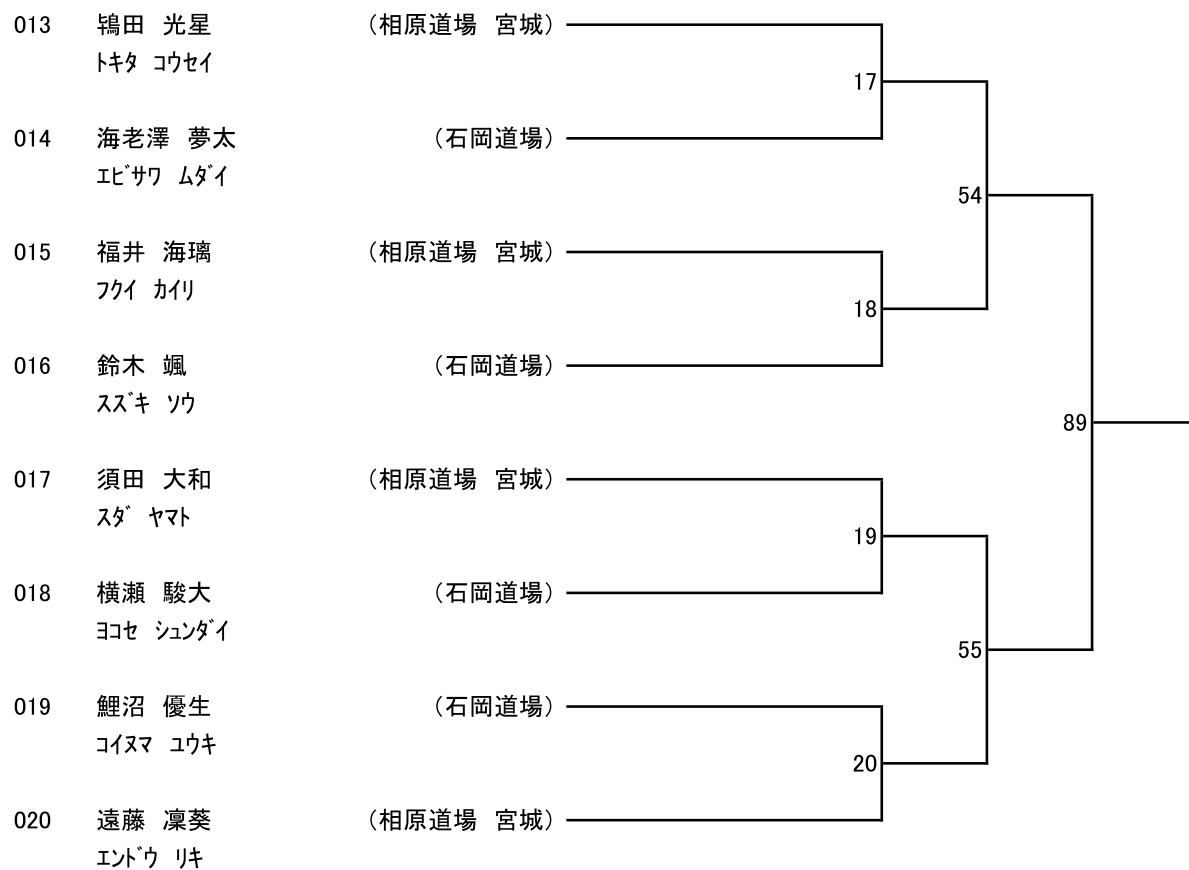 013 鴇田 光星 （相原道場 宮城）
ﾄｷﾀ ｺｳｾｲ
17
014 海老澤 夢太 （石岡道場）
ｴﾋﾞｻﾜ ﾑﾀﾞｲ
54
015 福井 海璃 （相原道場 宮城）
ﾌｸｲ ｶｲﾘ
18
016 鈴木 颯 （石岡道場）
ｽｽﾞｷ ｿｳ
89
017 須田 大和 （相原道場 宮城）
ｽﾀﾞ ﾔﾏﾄ
19
018 横瀬 駿大 （石岡道場）
ﾖｺｾ ｼｭﾝﾀﾞｲ
55
019 鯉沼 優生 （石岡道場）
ｺｲﾇﾏ ﾕｳｷ
20
020 遠藤 凜葵 （相原道場 宮城）
ｴﾝﾄﾞｳ ﾘｷ